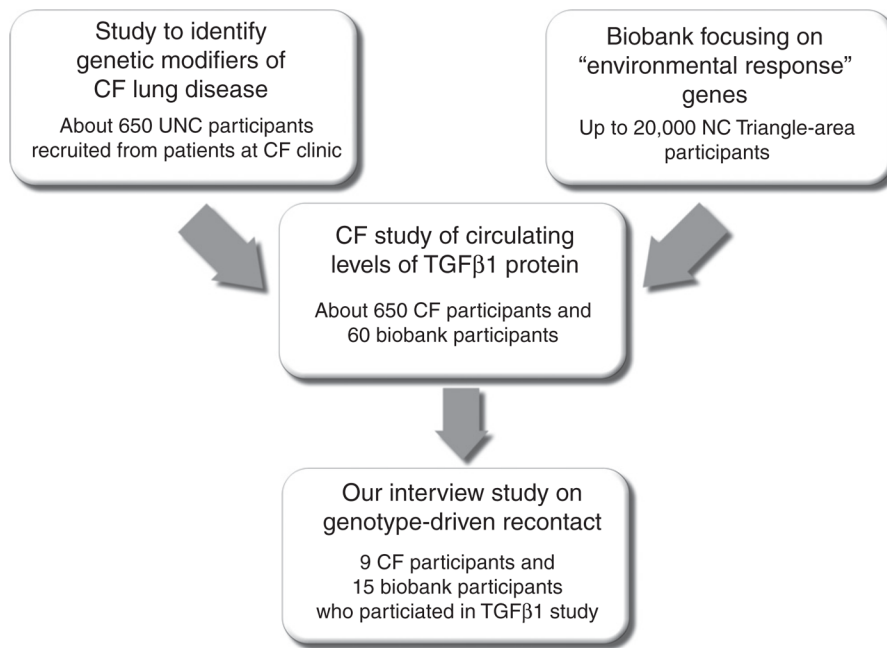 Study to identify
genetic modifiers of
CF lung disease
About 650 UNC participants
recruited from patients at CF clinic
Biobank focusing on
“environmental response”
genes
Up to 20,000 NC Triangle-area
participants
CF study of circulating
levels of TGFβ1 protein
About 650 CF participants and
60 biobank participants
Our interview study on
genotype-driven recontact
9 CF participants and
15 biobank participants
who particiated in TGFβ1 study